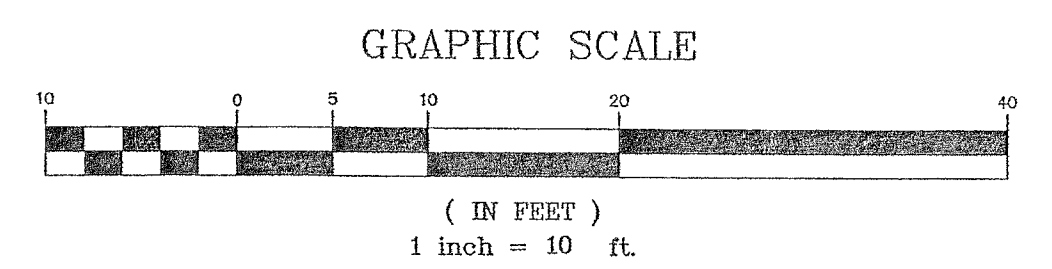 GRAPHIC SCALE
10 0 5 10 20 40
( IN FEET )
1 inch = 10 ft.